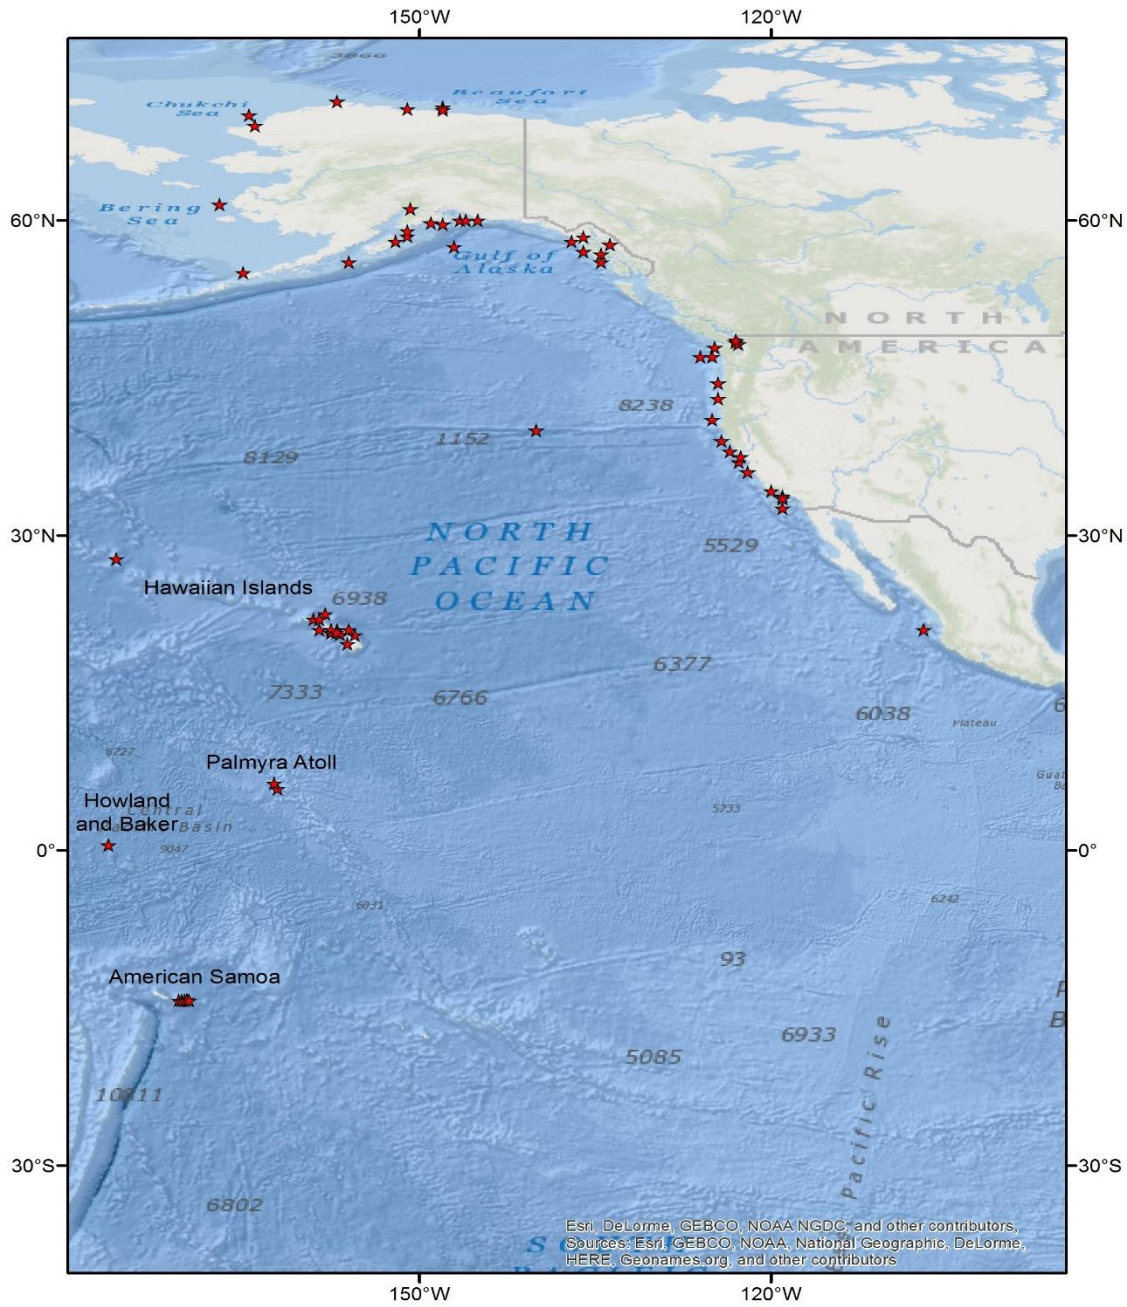 150°W
120°W
3866
Beaufort
Sea
Chukchi
Sea
60°N
60°N
Bering
Sea
Gulf of
Alaska
NORTH
AMERICA
8238
1152
8129
30°N
30°N
NORTH
PACIFIC
OCEAN
5529
Hawaiian Islands
6938
6377
7333
6766
6038
Plateau
6727
Palmyra Atoll
Howland
and Baker
Central
Basin
5733
0°
0°
9047
6031
6242
93
American Samoa
6933
5085
10811
Pacific Rise
30°S
30°S
6802
Esri, DeLorme, GEBCO, NOAA NGDC, and other contributors,
Sources: Esri, GEBCO, NOAA, National Geographic, DeLorme,
HERE, Geonames.org, and other contributors
150°W
120°W